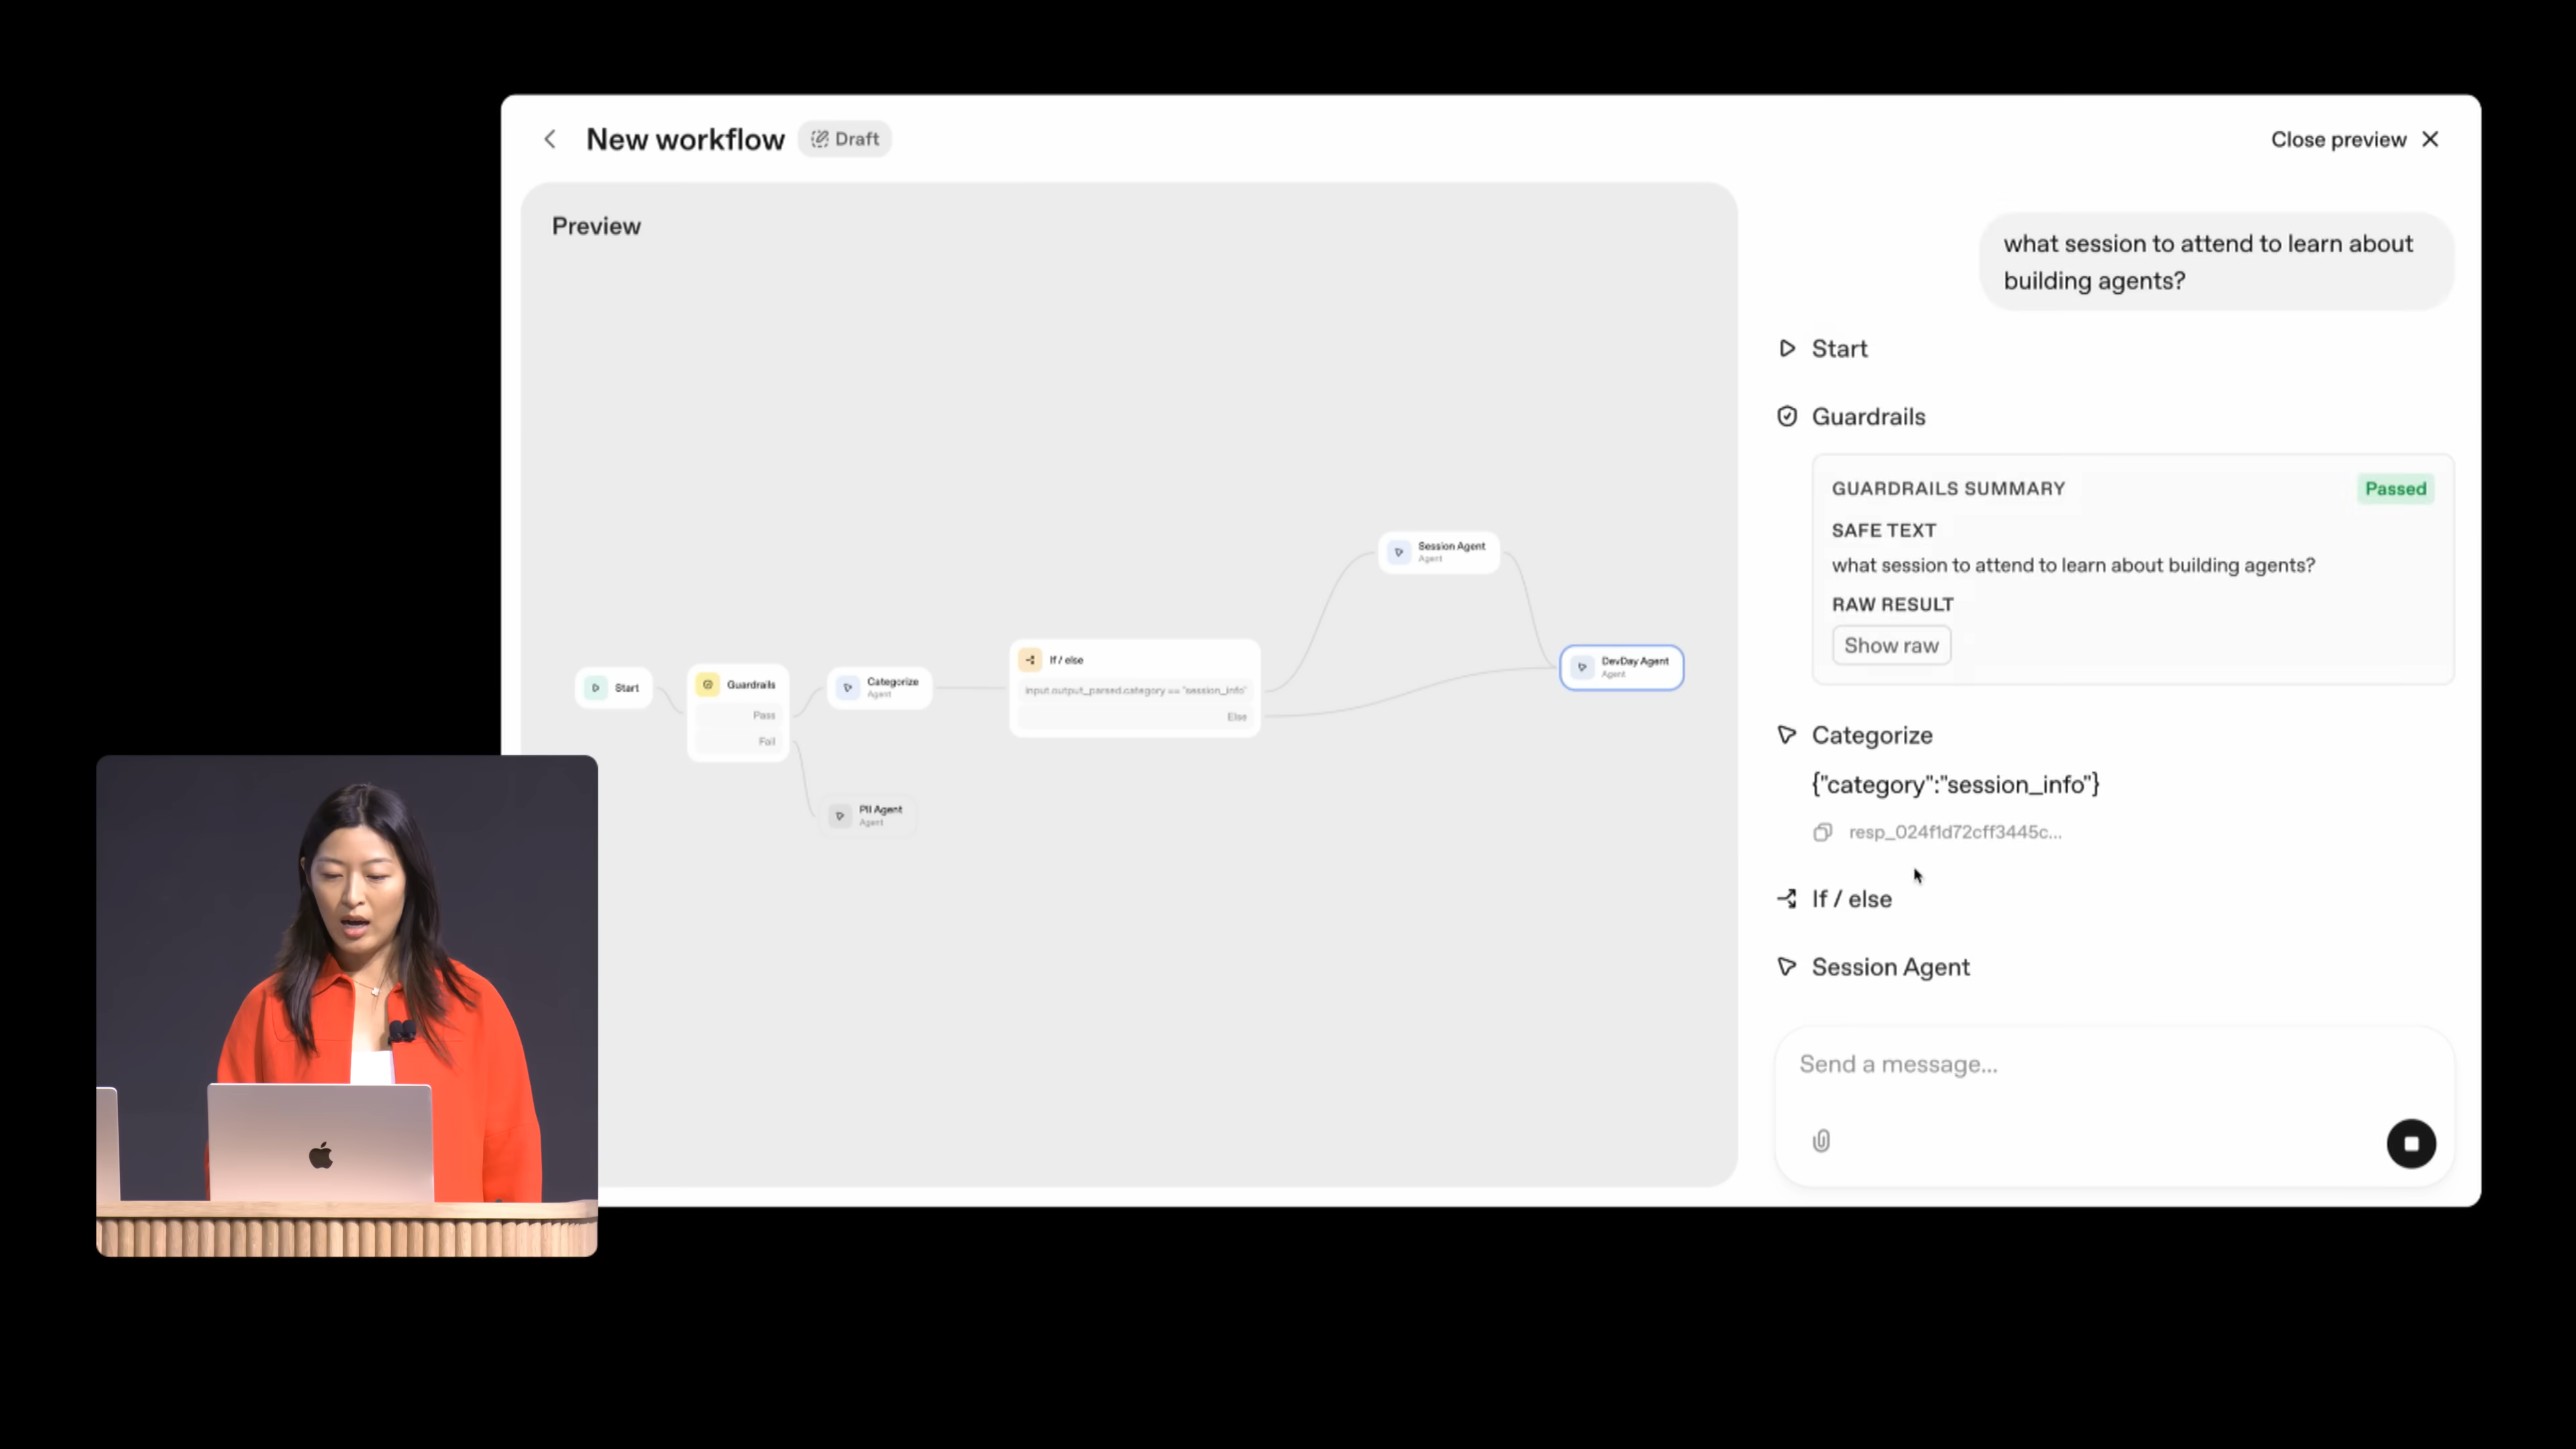 New workflow
Draft
Close preview
Preview
Start
Guardrails
Pass
Fail
Categorize
Agent
PII Agent
Agent
If / else
input.output_parsed.category == "session_info"
Else
Session Agent
Agent
DevDay Agent
Agent
what session to attend to learn about
building agents?
Start
Guardrails
GUARDRAILS SUMMARY
Passed
SAFE TEXT
what session to attend to learn about building agents?
RAW RESULT
Show raw
Categorize
{"category":"session_info"}
resp_024f1d72cff3445c...
If / else
Session Agent
Send a message...